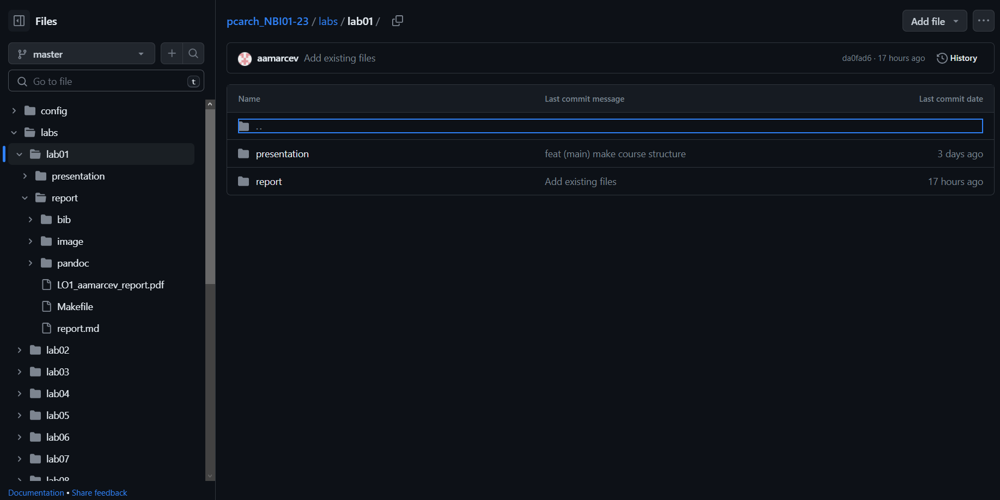 Files
master
Go to file
t
config
labs
lab01
presentation
report
bib
image
pandoc
LO1_aamarcev_report.pdf
Makefile
report.md
lab02
lab03
lab04
lab05
lab06
lab07
lab08
Documentation • Share feedback
pcarch_NBI01-23 / labs / lab01 /
Add file
aamarcev Add existing files
da0fad6 · 17 hours ago
History
Name Last commit message Last commit date
..
presentation feat (main) make course structure 3 days ago
report Add existing files 17 hours ago